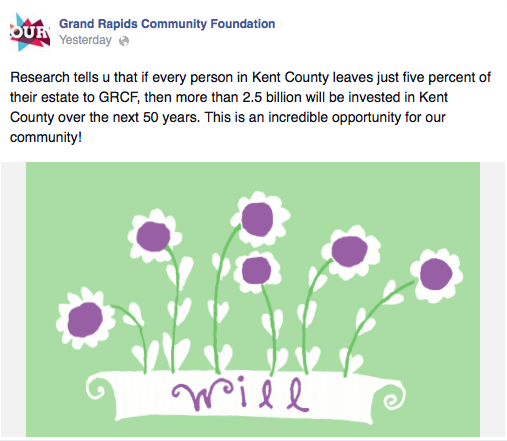 OUR
Grand Rapids Community Foundation
Yesterday
Research tells u that if every person in Kent County leaves just five percent of
their estate to GRCF, then more than 2.5 billion will be invested in Kent
County over the next 50 years. This is an incredible opportunity for our
community!
will